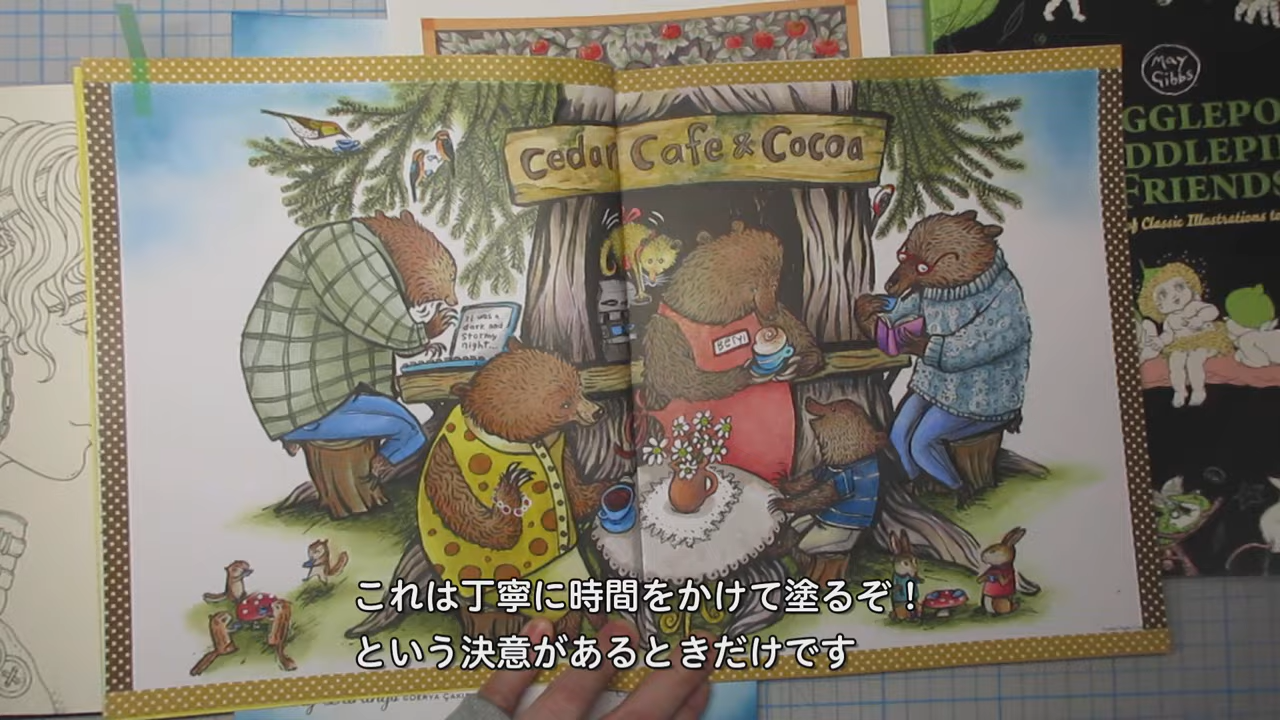 May
Gibbs
GGLEPO
DDLEPI
FRIENDS
Classic Illustrations
Cedar Cafe & Cocoa
It was a
dark and
stormy
night...
Beryl
これは丁寧に時間をかけて塗るぞ！
という決意があるときだけです